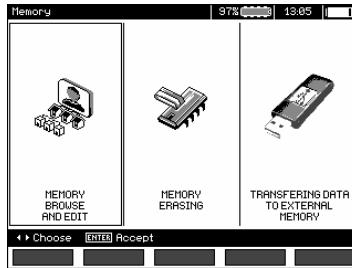 Memory 97% 13:05
MEMORY
BROWSE
AND EDIT
MEMORY
ERASING
TRANSFERING DATA
TO EXTERNAL
MEMORY
Choose ENTER Accept